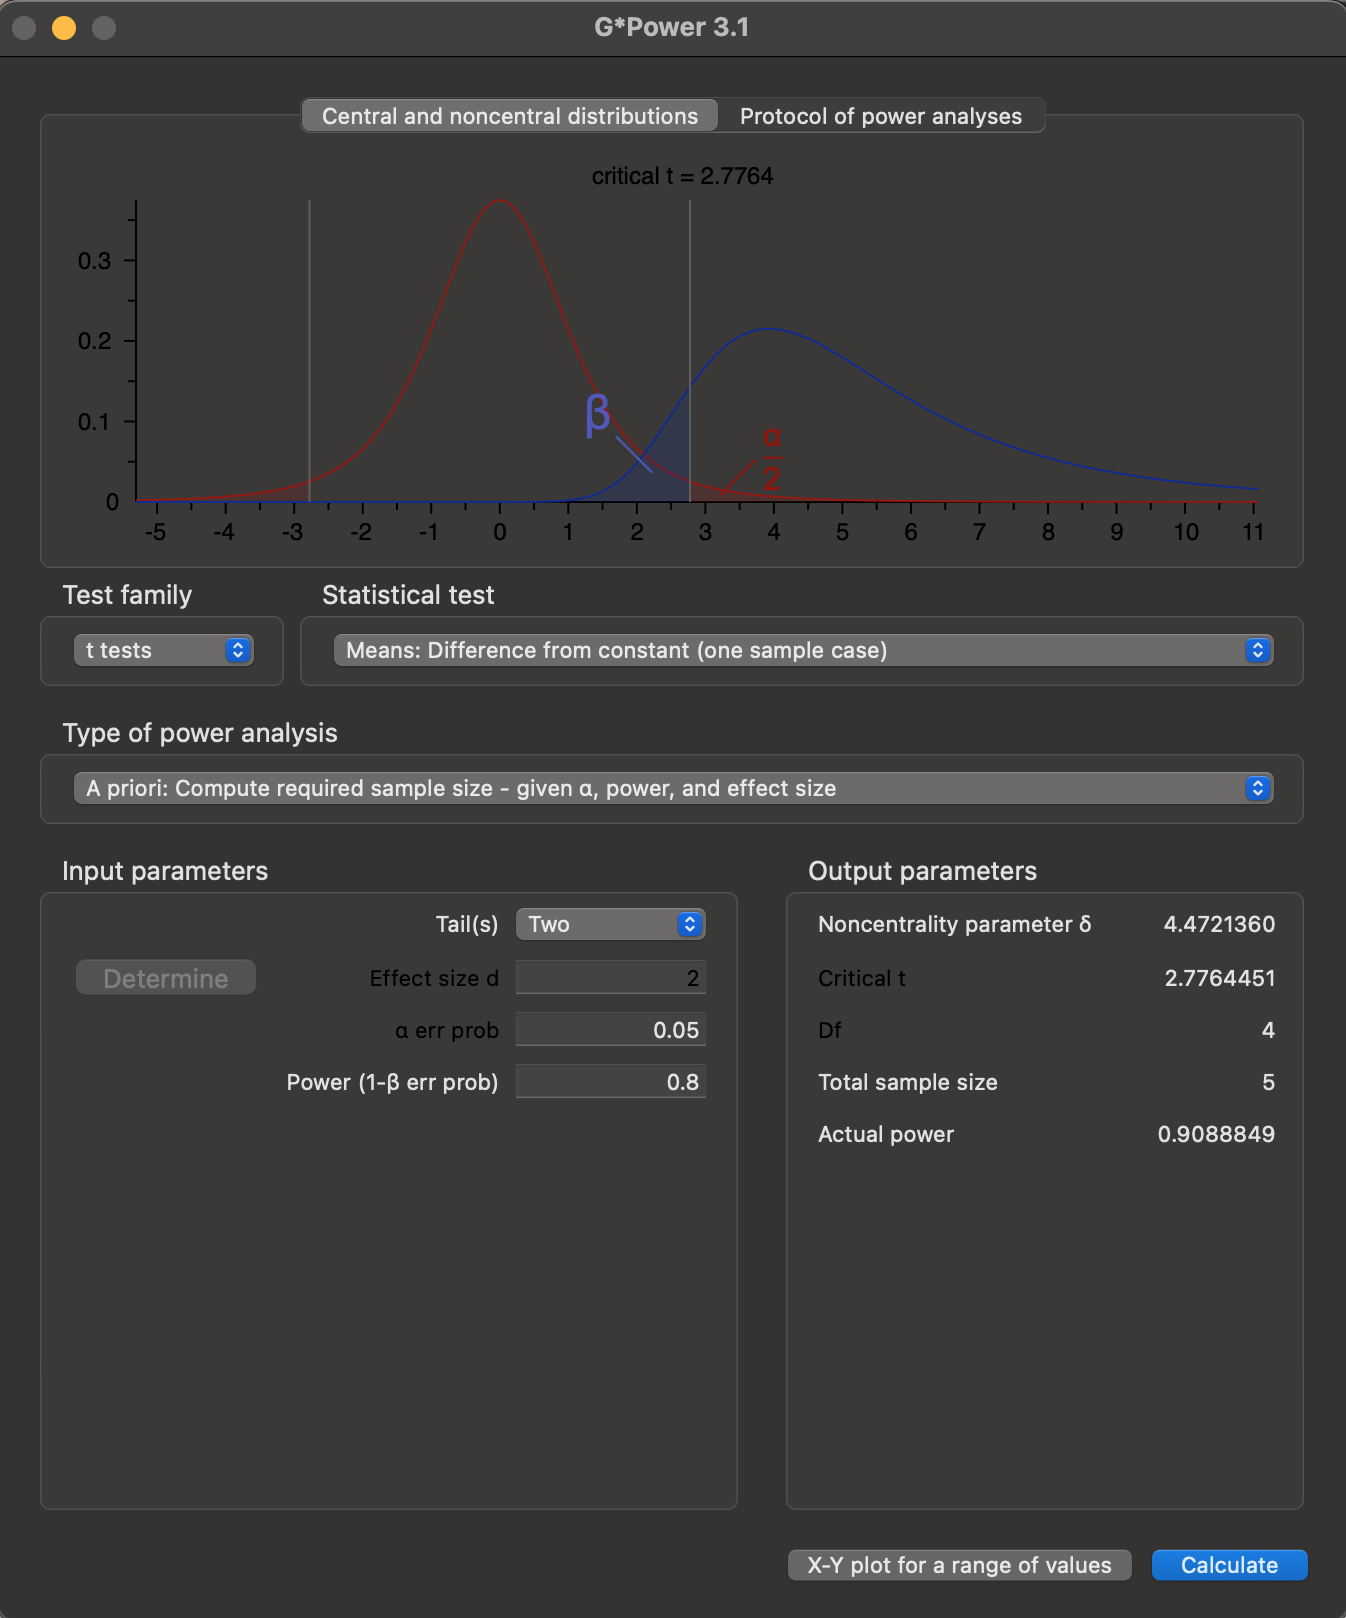 G*Power 3.1
Central and noncentral distributions Protocol of power analyses
critical t = 2.7764
0.3
0.2
0.1
0
β
α
2
-5 -4 -3 -2 -1 0 1 2 3 4 5 6 7 8 9 10 11
Test family Statistical test
t tests Means: Difference from constant (one sample case)
Type of power analysis
A priori: Compute required sample size - given α, power, and effect size
Input parameters Output parameters
Tail(s) Two Noncentrality parameter δ 4.4721360
Determine Effect size d 2 Critical t 2.7764451
α err prob 0.05 Df 4
Power (1-β err prob) 0.8 Total sample size 5
Actual power 0.9088849
X-Y plot for a range of values Calculate